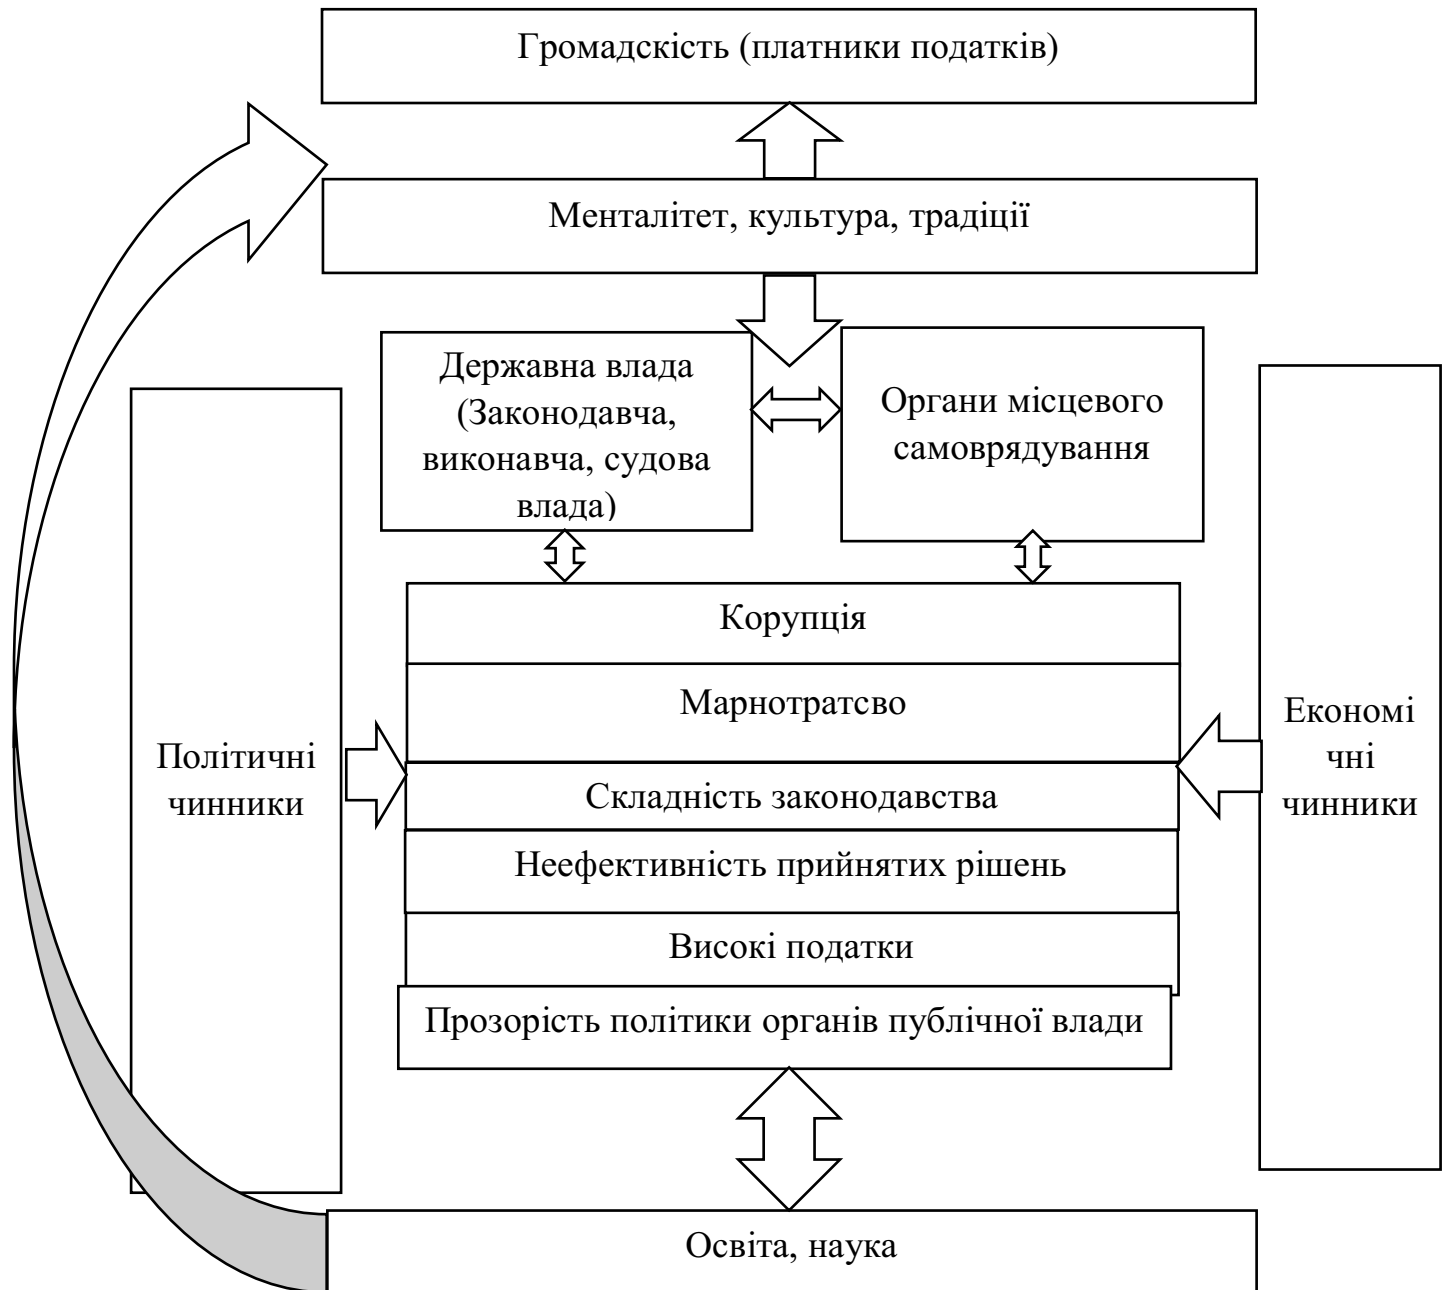 Громадскість (платники податків)
Менталітет, культура, традіції
Державна влада
(Законодавча,
виконавча, судова
влада)
Органи місцевого
самоврядування
Корупція
Марнотратсво
Складність законодавства
Неефективність прийнятих рішень
Високі податки
Прозорість політики органів публічної влади
Політичні
чинники
Економі
чні
чинники
Освіта, наука